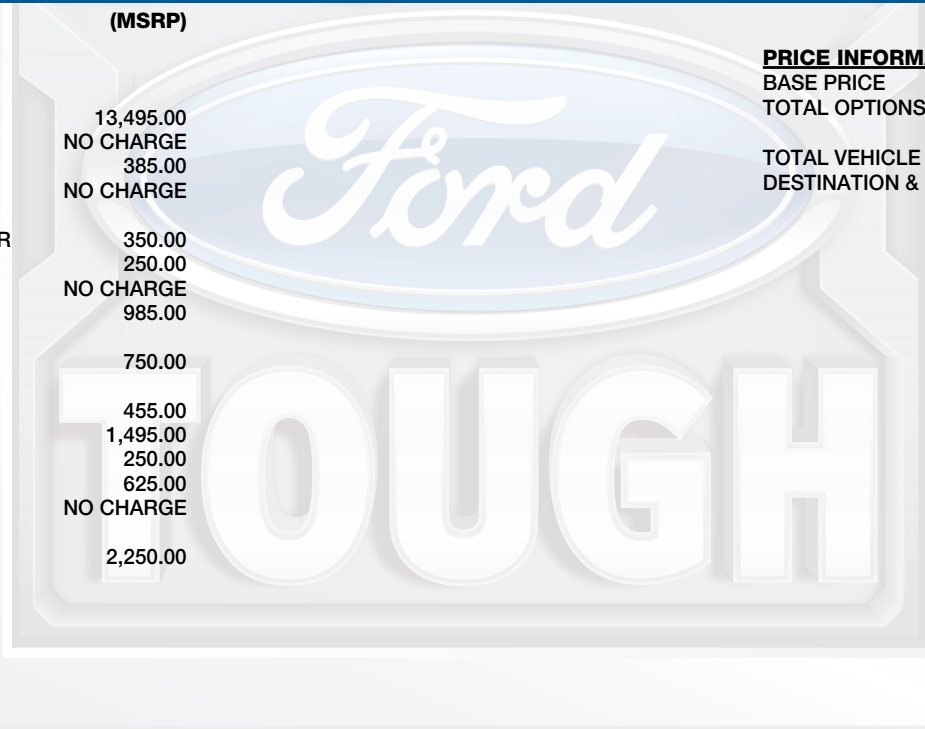 (MSRP)
13,495.00
NO CHARGE
385.00
NO CHARGE
R 350.00
250.00
NO CHARGE
985.00
750.00
455.00
1,495.00
250.00
625.00
NO CHARGE
2,250.00
PRICE INFORMA
BASE PRICE
TOTAL OPTIONS
TOTAL VEHICLE
DESTINATION &
Ford
TOUGH